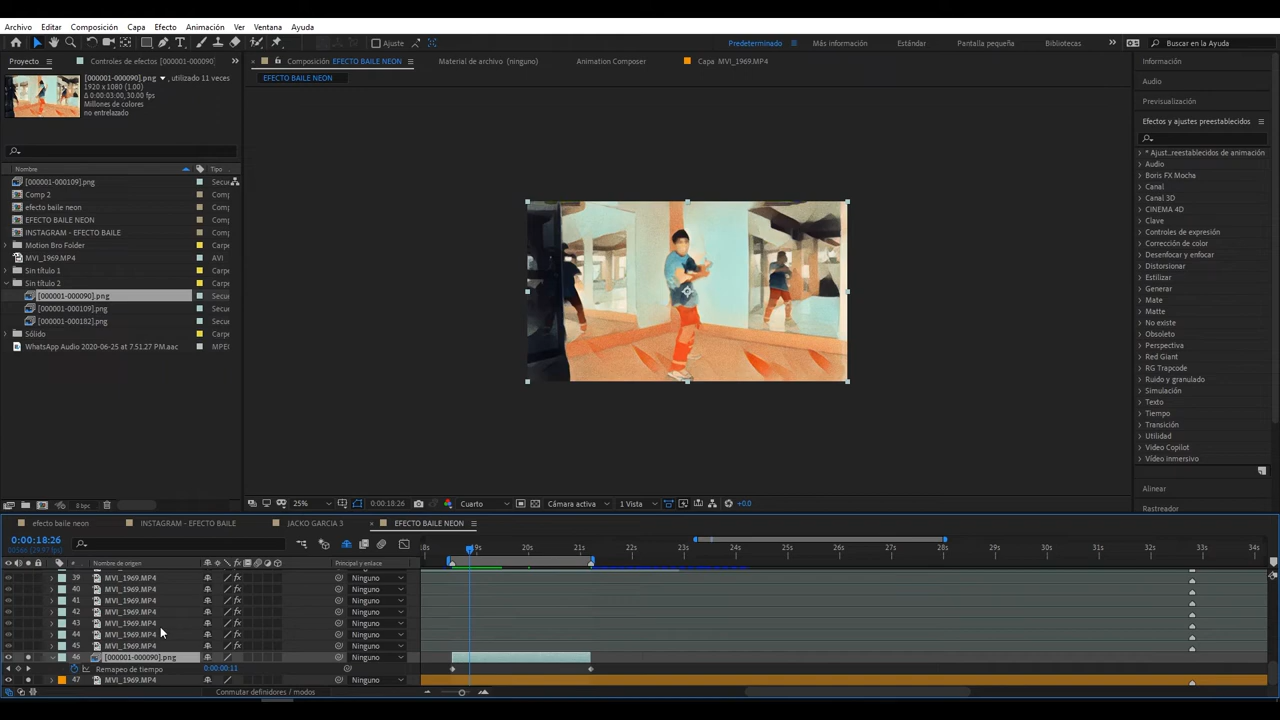 Archivo Editar Composición Capa Efecto Animación Ver Ventana Ayuda
Ajuste Predeterminado Más información Estándar Pantalla pequeña Bibliotecas Buscar en la Ayuda
Proyecto Controles de efectos [000001-000090] Composición EFECTO BAILE NEON Material de archivo (ninguno) Animation Composer Capa MVI_1969.MP4 Información
[000001-000090].png , utilizado 11 veces EFECTO BAILE NEON
1920 x 1080 (1.00) Audio
Δ 0:00:03:00, 30.00 fps
Millones de colores Previsualización
no entrelazado
Efectos y ajustes preestablecidos
* Ajust...reestablecidos de animación
Nombre Tipo Audio
[000001-000109].png Secu Boris FX Mocha
Comp 2 Comp Canal
efecto baile neon Comp Canal 3D
EFECTO BAILE NEON Comp CINEMA 4D
INSTAGRAM - EFECTO BAILE Comp Clave
Motion Bro Folder Carpe Controles de expresión
MVI_1969.MP4 AVI Corrección de color
Sin título 1 Carpe Desenfocar y enfocar
Sin título 2 Carpe Distorsionar
[000001-000090].png Secu Estilizar
[000001-000109].png Secu Generar
[000001-000182].png Secu Mate
Sólido Carpe Matte
WhatsApp Audio 2020-06-25 at 7.51.27 PM.aac MPEG No existe
Obsoleto
Perspectiva
Red Giant
RG Trapcode
Ruido y granulado
Simulación
Texto
Tiempo
Transición
Utilidad
Video Copilot
Vídeo inmersivo
Alinear
8 bpc 25% 0:00:18:26 Cuarto Cámara activa 1 Vista +0.0 Rastreador
efecto baile neon INSTAGRAM - EFECTO BAILE JACKO GARCIA 3 EFECTO BAILE NEON
0:00:18:26
00566 (29.97 fps) 18s 19s 20s 21s 22s 23s 24s 25s 26s 27s 28s 29s 30s 31s 32s 33s 34s
# Nombre de origen Principal y enlace
39 MVI_1969.MP4 fx Ninguno
40 MVI_1969.MP4 fx Ninguno
41 MVI_1969.MP4 fx Ninguno
42 MVI_1969.MP4 fx Ninguno
43 MVI_1969.MP4 fx Ninguno
44 MVI_1969.MP4 fx Ninguno
45 MVI_1969.MP4 fx Ninguno
46 [000001-000090].png Ninguno
Remapeo de tiempo 0:00:00:11
47 MVI_1969.MP4 Ninguno
Conmutar definidores / modos